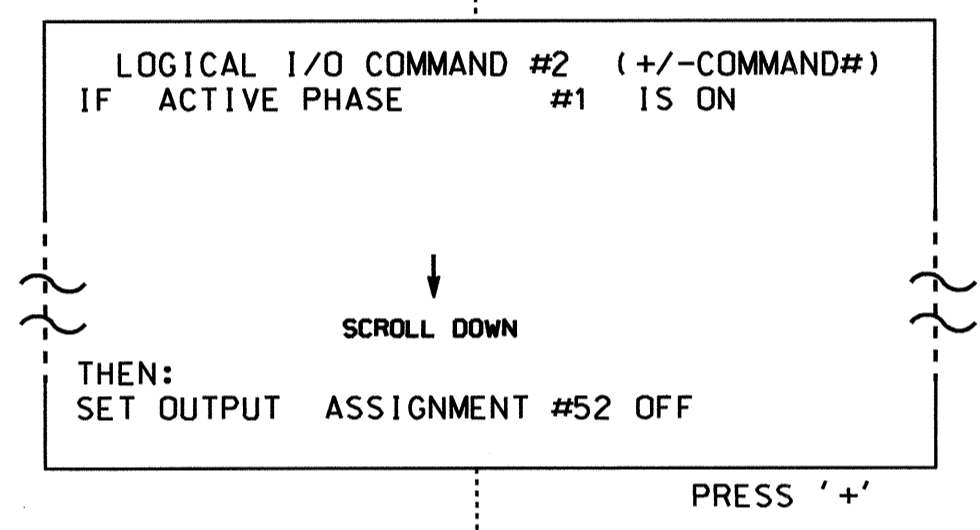 LOGICAL I/O COMMAND #2 (+/-COMMAND#)
IF ACTIVE PHASE #1 IS ON
SCROLL DOWN
THEN:
SET OUTPUT ASSIGNMENT #52 OFF
PRESS '+'